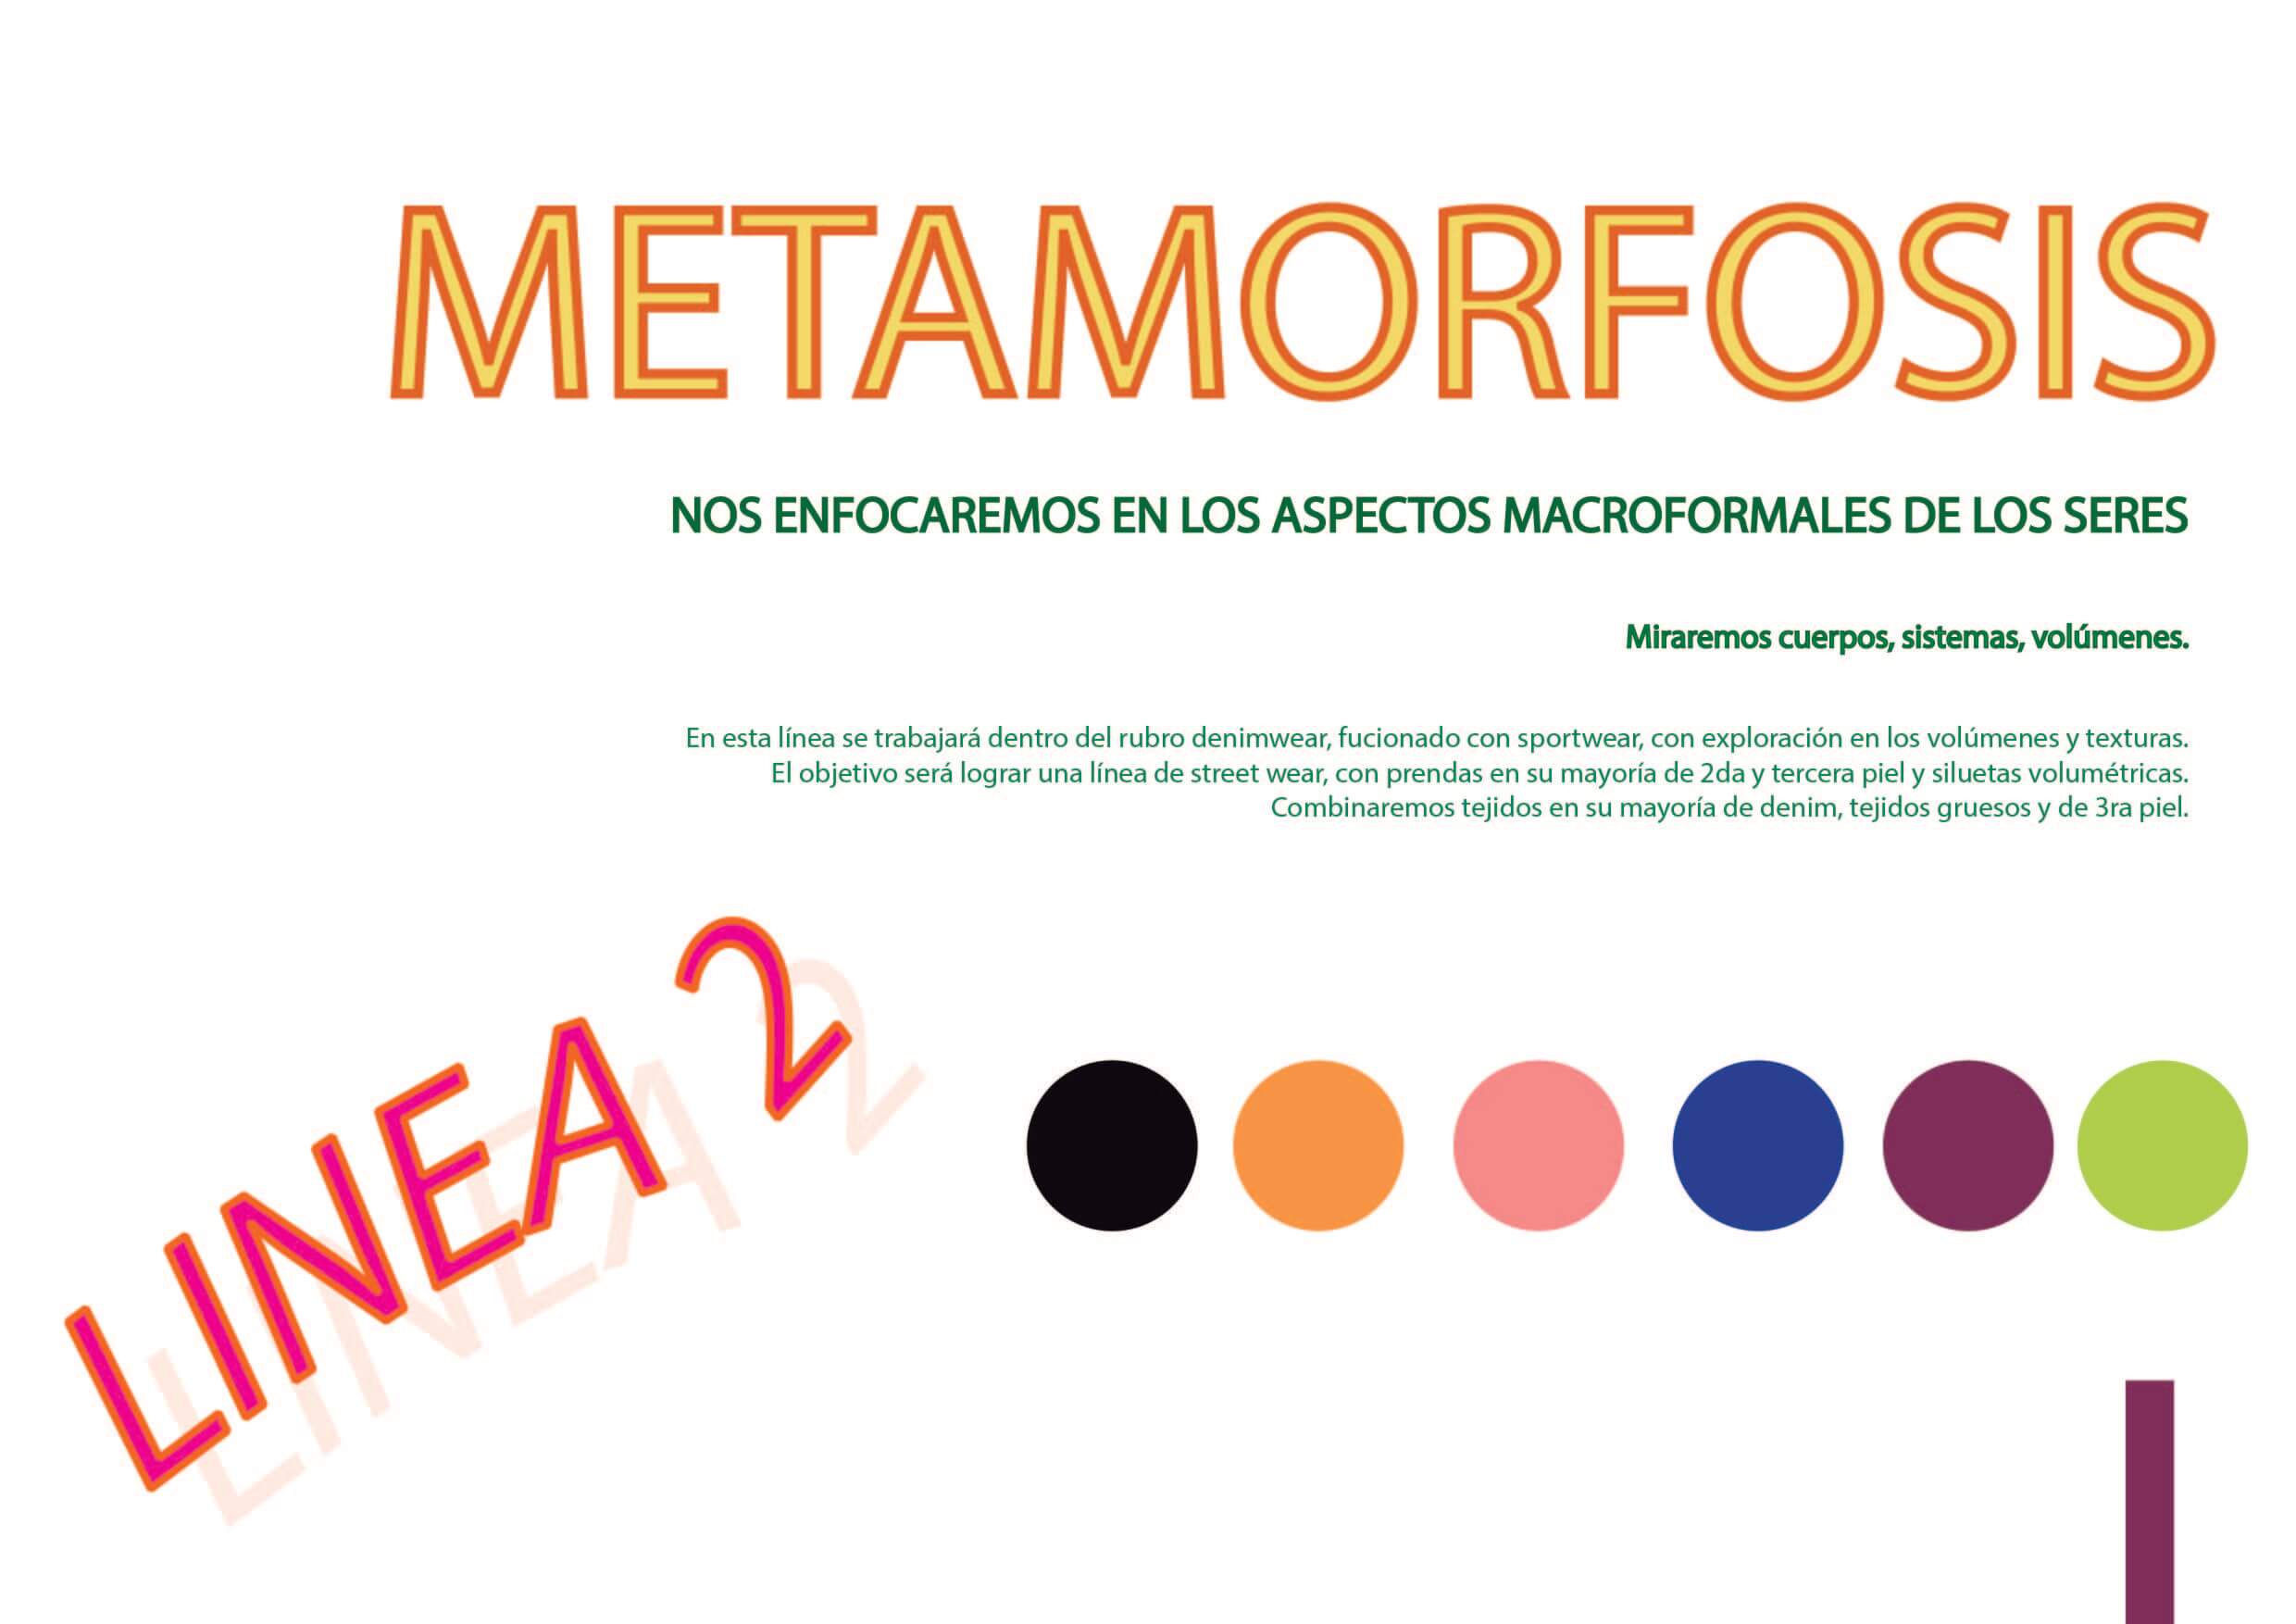 METAMORFOSIS
NOS ENFOCAREMOS EN LOS ASPECTOS MACROFORMALES DE LOS SERES
Miraremos cuerpos, sistemas, volúmenes.
En esta línea se trabajará dentro del rubro denimwear, fucionado con sportwear, con exploración en los volúmenes y texturas.
El objetivo será lograr una línea de street wear, con prendas en su mayoría de 2da y tercera piel y siluetas volumétricas.
Combinaremos tejidos en su mayoría de denim, tejidos gruesos y de 3ra piel.
LINEA 2